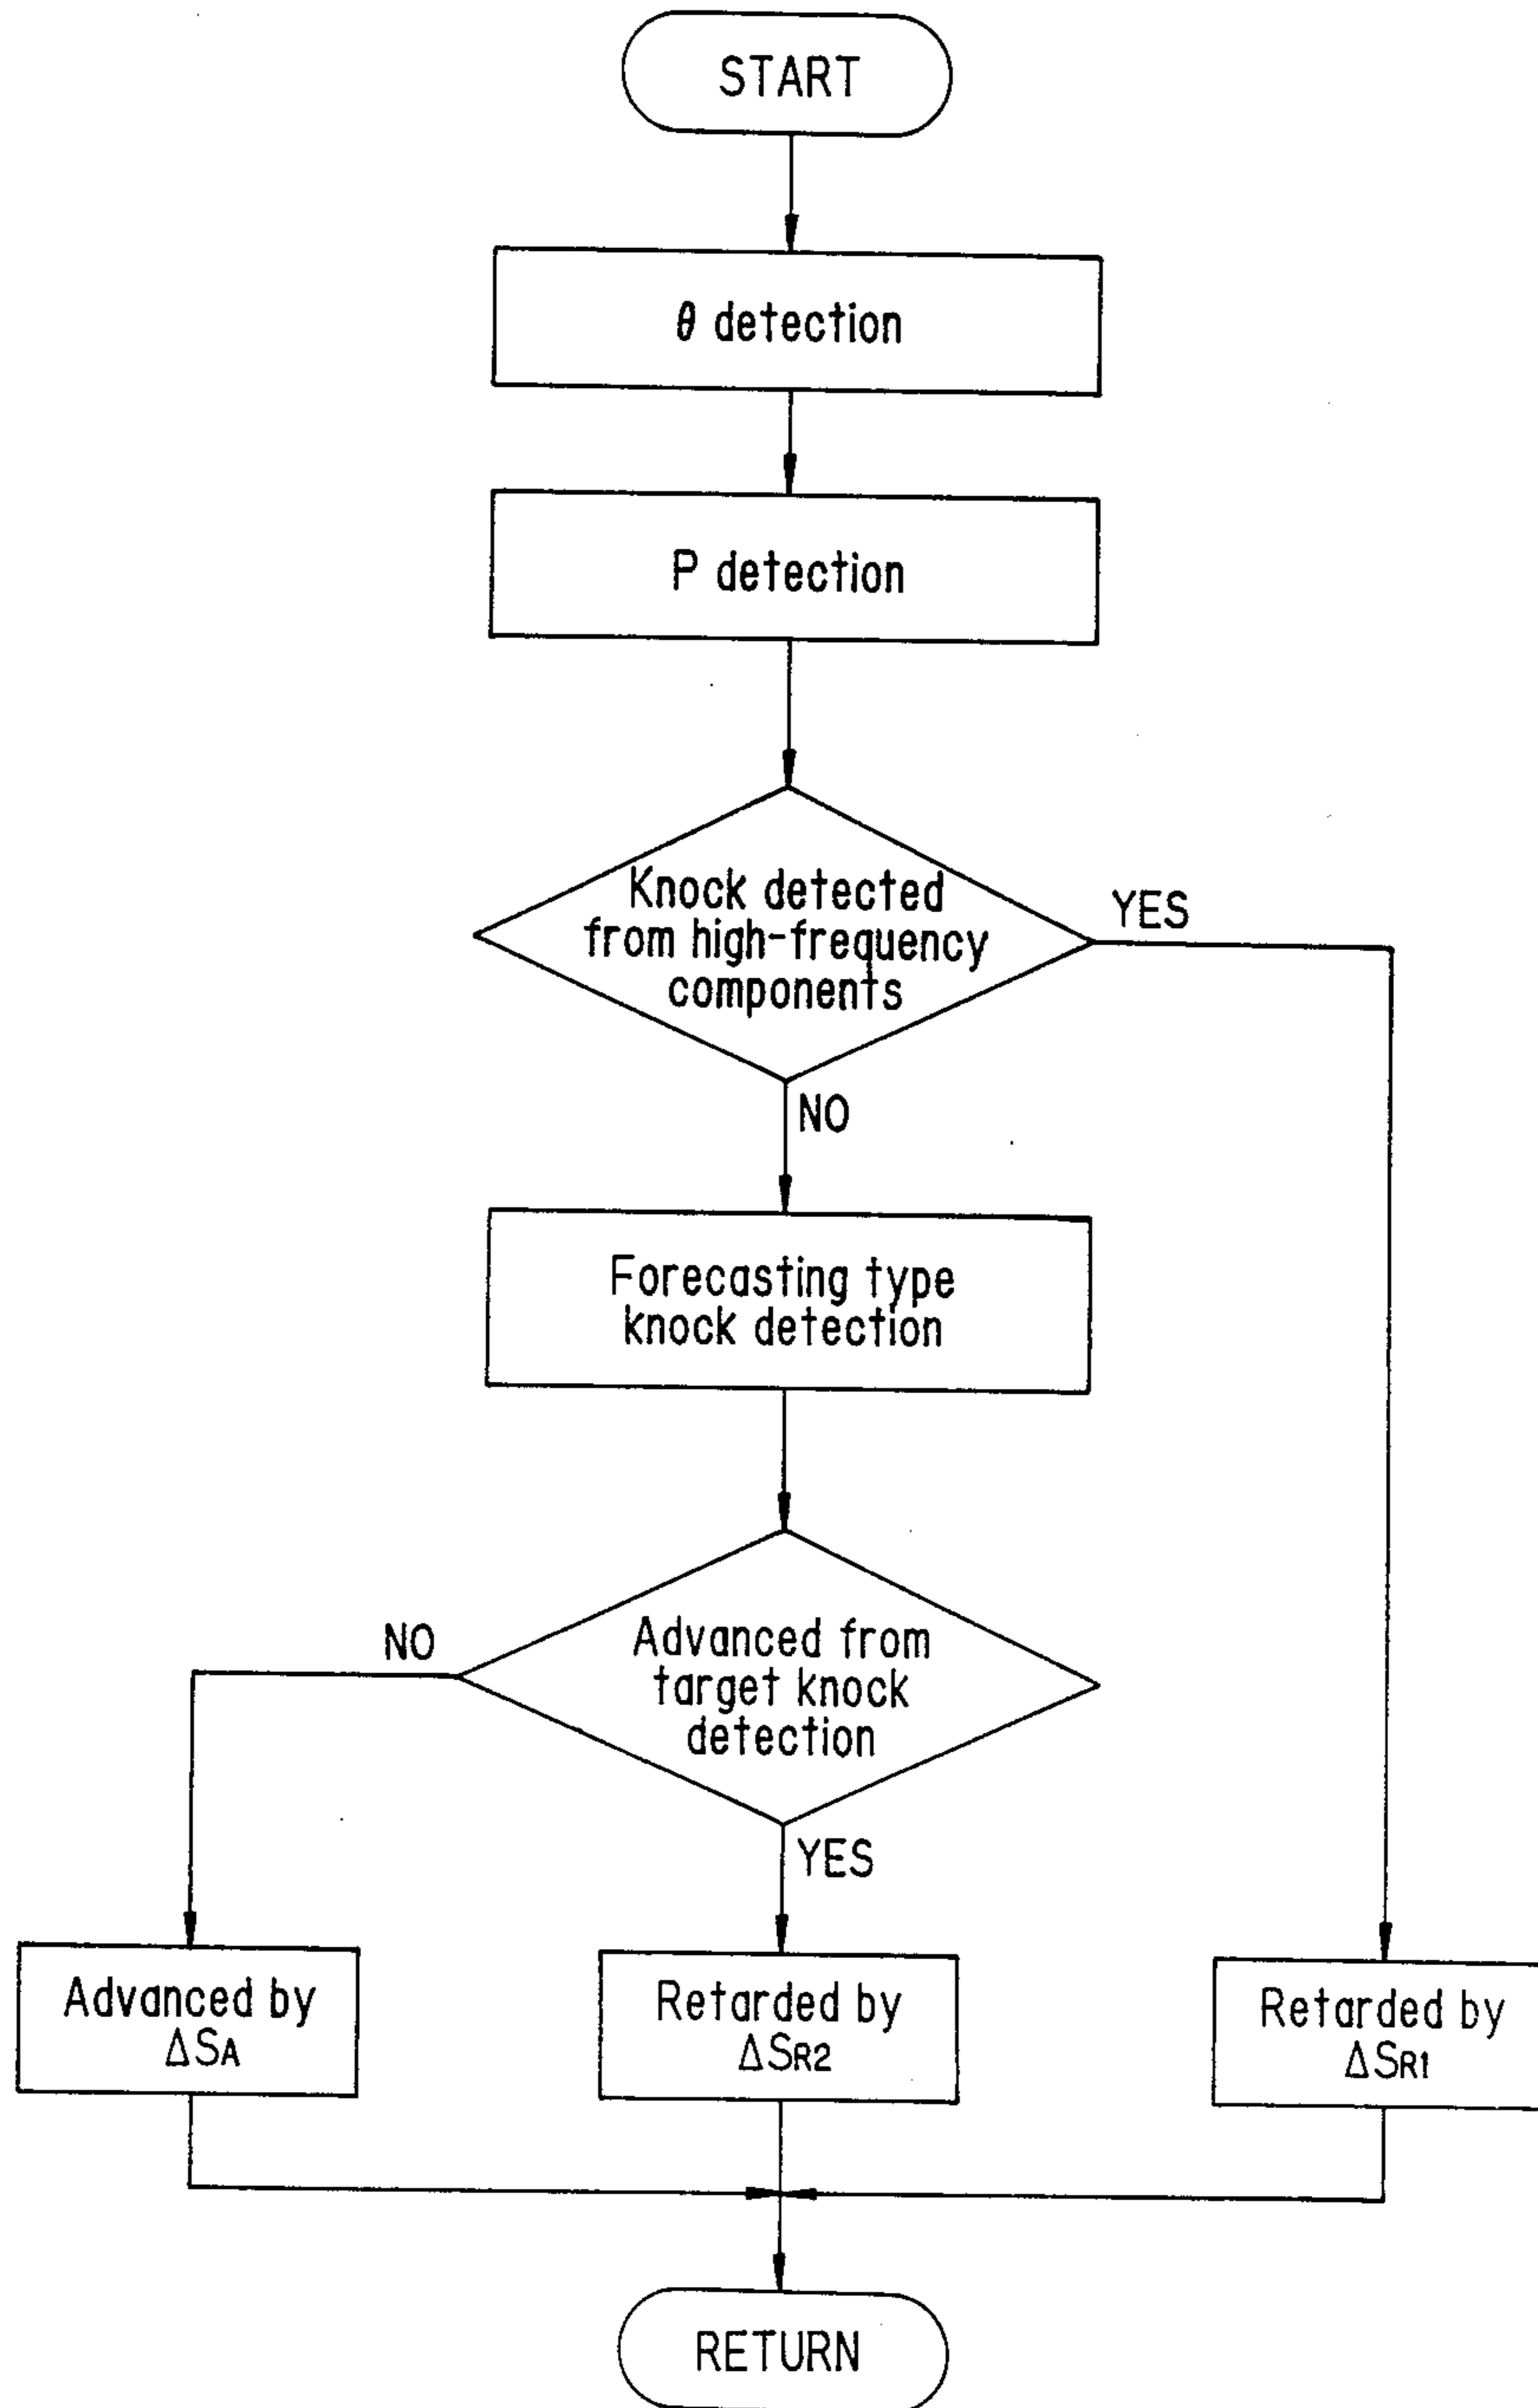 START
θ detection
P detection
Knock detected
from high-frequency
components
YES
NO
Forecasting type
knock detection
Advanced from
target knock
detection
NO
YES
Advanced by
ΔSA
Retarded by
ΔSR2
Retarded by
ΔSR1
RETURN